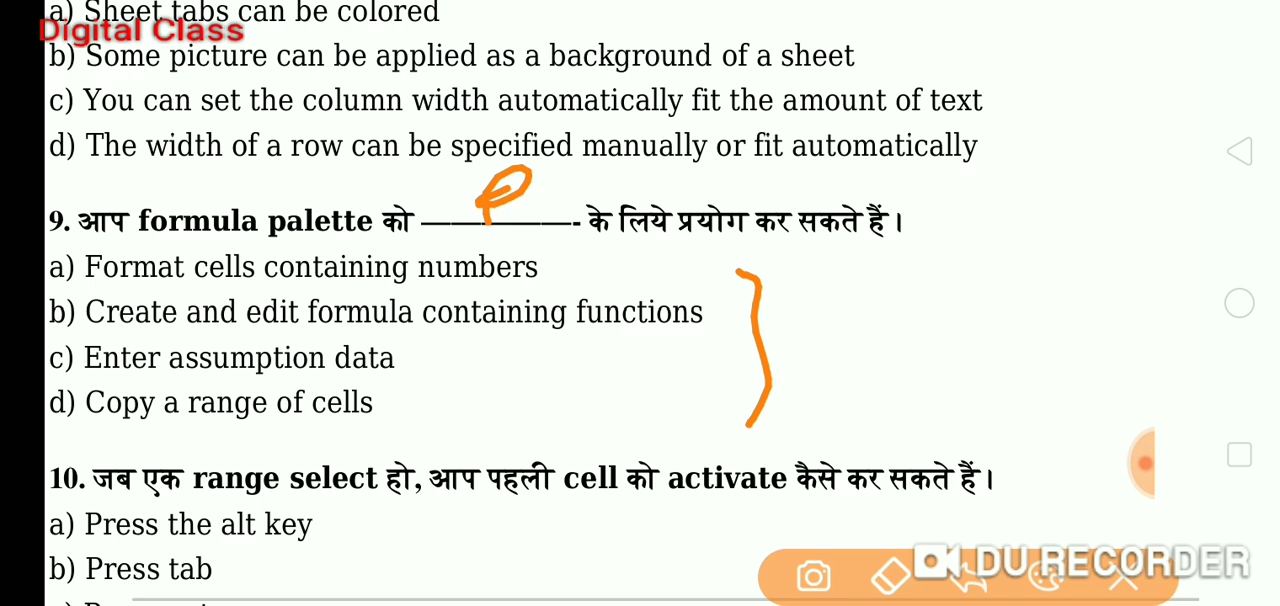 a) Sheet tabs can be colored
Digital Class
b) Some picture can be applied as a background of a sheet
c) You can set the column width automatically fit the amount of text
d) The width of a row can be specified manually or fit automatically
9. आप formula palette को —————- के लिये प्रयोग कर सकते हैं।
a) Format cells containing numbers
b) Create and edit formula containing functions
c) Enter assumption data
d) Copy a range of cells
10. जब एक range select हो, आप पहली cell को activate कैसे कर सकते हैं।
a) Press the alt key
b) Press tab
DU RECORDER